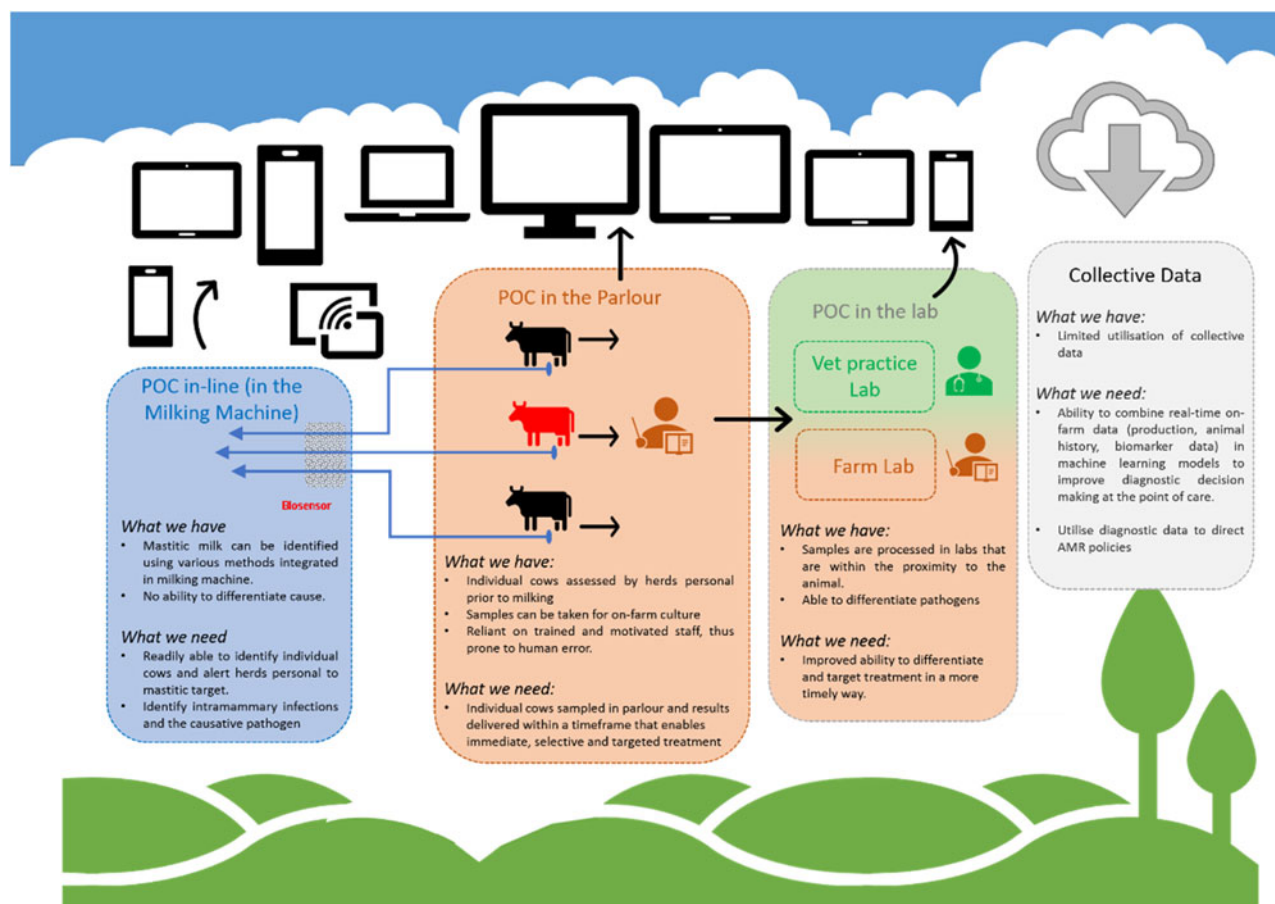 POC in-line (in the
Milking Machine)
Bilosensor
What we have
• Mastitic milk can be identified
using various methods integrated
in milking machine.
• No ability to differentiate cause.
What we need
• Readily able to identify individual
cows and alert herds personal to
mastitic target.
• Identify intramammary infections
and the causative pathogen
POC in the Parlour
What we have:
• Individual cows assessed by herds personal
prior to milking
• Samples can be taken for on-farm culture
• Reliant on trained and motivated staff, thus
prone to human error.
What we need:
• Individual cows sampled in parlour and results
delivered within a timeframe that enables
immediate, selective and targeted treatment
POC in the lab
Vet practice
Lab
Farm Lab
What we have:
• Samples are processed in labs that
are within the proximity to the
animal.
• Able to differentiate pathogens
What we need:
• Improved ability to differentiate
and target treatment in a more
timely way.
Collective Data
What we have:
• Limited utilisation of collective
data
What we need:
• Ability to combine real-time on-
farm data (production, animal
history, biomarker data) in
machine learning models to
improve diagnostic decision
making at the point of care.
• Utilise diagnostic data to direct
AMR policies